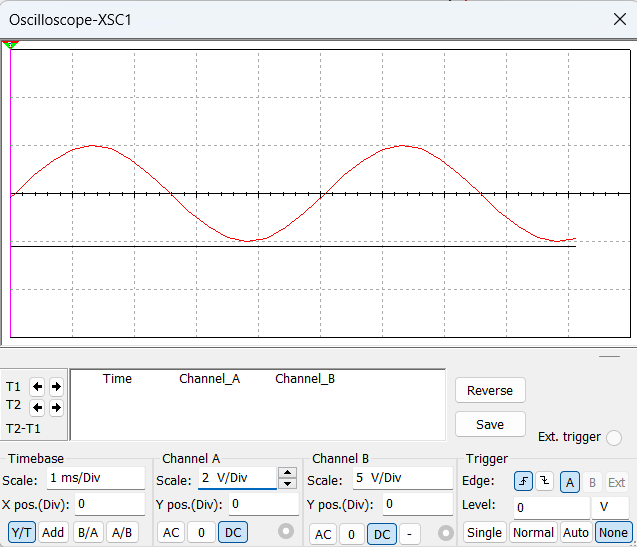 Oscilloscope-XSC1
Time Channel_A Channel_B
T1
T2
T2-T1
Reverse
Save
Ext. trigger
Timebase
Scale: 1 ms/Div
X pos.(Div): 0
Y/T Add B/A A/B
Channel A
Scale: 2 V/Div
Y pos.(Div): 0
AC 0 DC
Channel B
Scale: 5 V/Div
Y pos.(Div): 0
AC 0 DC -
Trigger
Edge: A B Ext
Level: 0 V
Single Normal Auto None